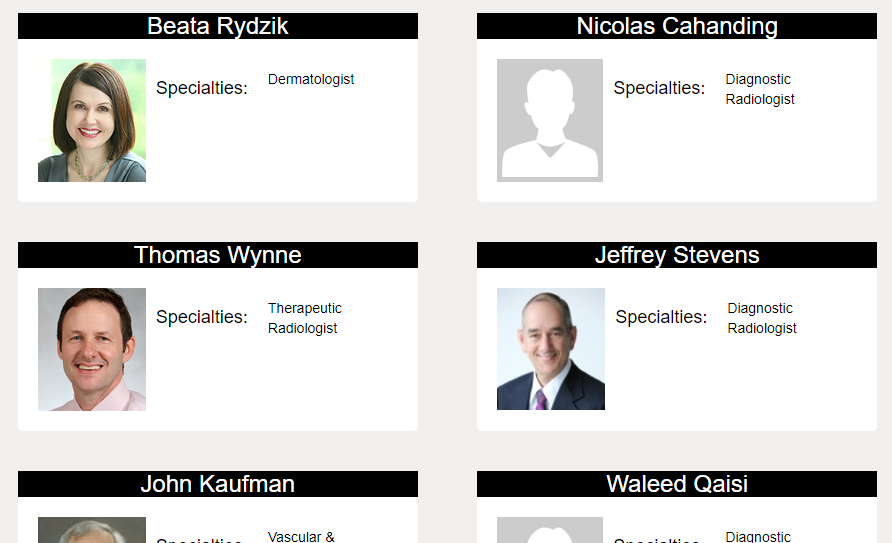 Beata Rydzik
Specialties:
Dermatologist
Nicolas Cahanding
Specialties:
Diagnostic
Radiologist
Thomas Wynne
Specialties:
Therapeutic
Radiologist
Jeffrey Stevens
Specialties:
Diagnostic
Radiologist
John Kaufman
Specialties:
Vascular &
Waleed Qaisi
Specialties:
Diagnostic